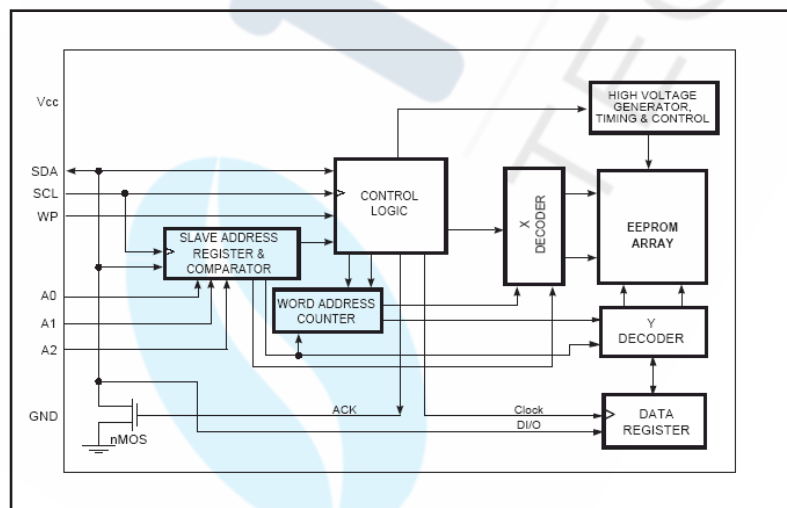 Vcc
HIGH VOLTAGE
GENERATOR,
TIMING & CONTROL
SDA
SCL
WP
CONTROL
LOGIC
X
DECODER
EEPROM
ARRAY
SLAVE ADDRESS
REGISTER &
COMPARATOR
A0
A1
A2
WORD ADDRESS
COUNTER
Y
DECODER
GND
nMOS
ACK
Clock
DI/O
DATA
REGISTER
TEC